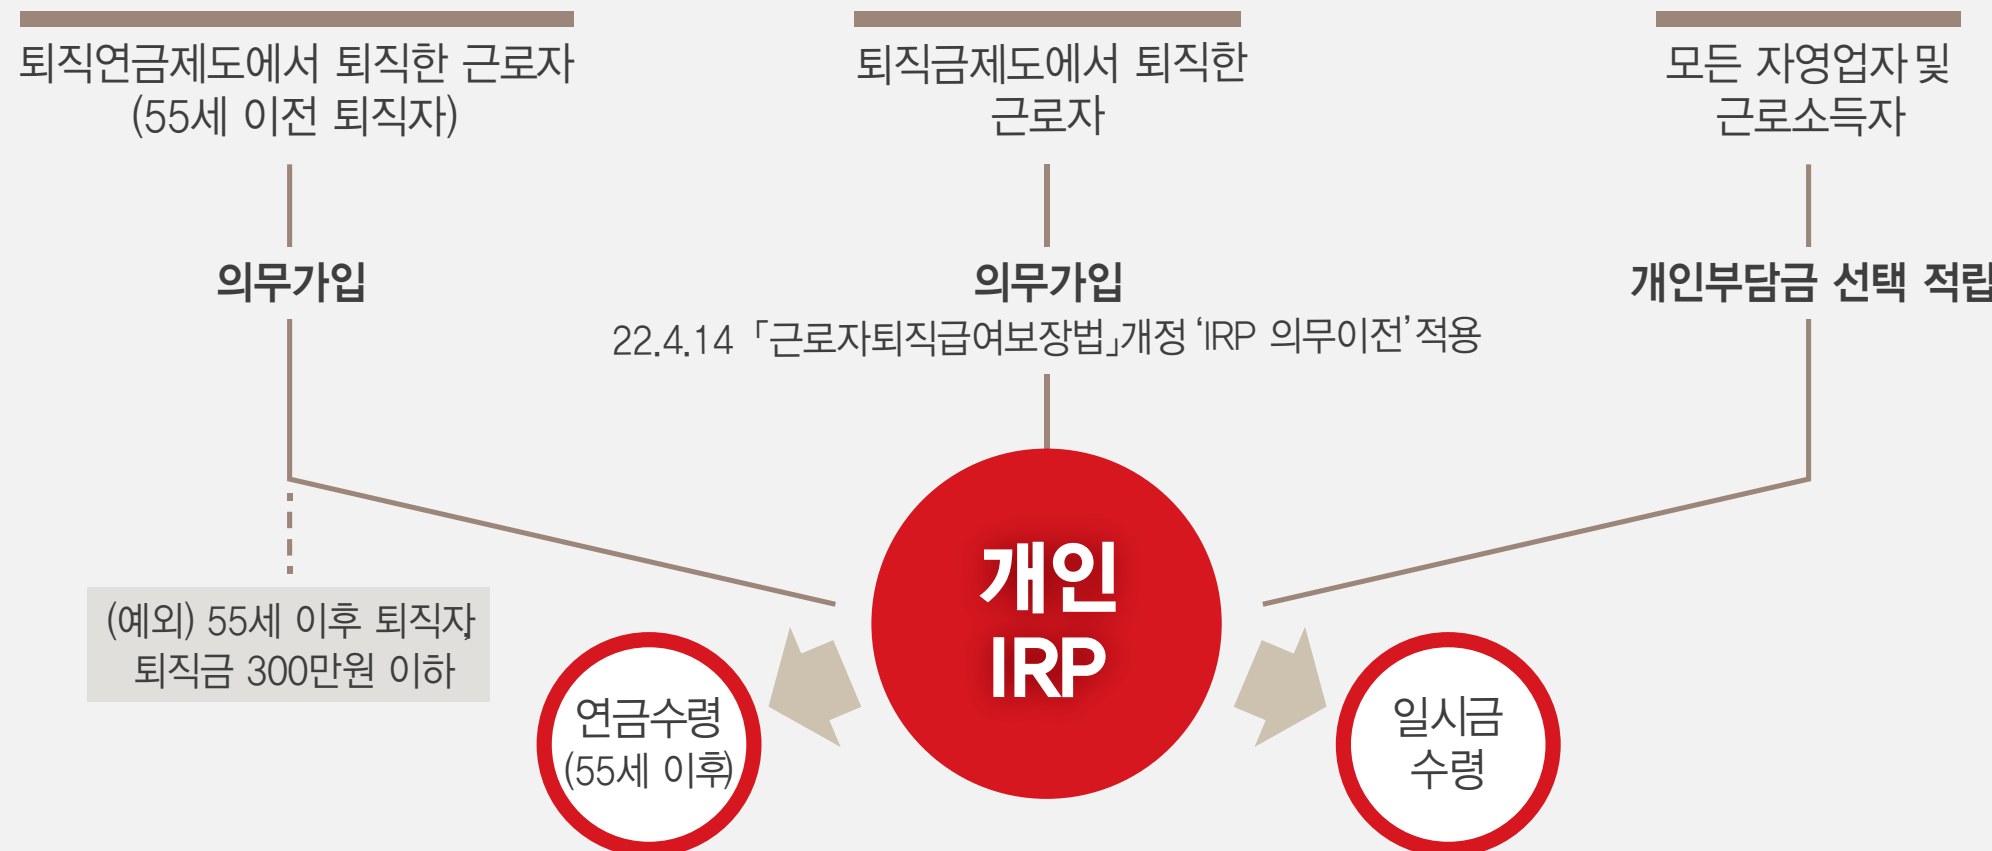 퇴직연금제도에서 퇴직한 근로자
(55세 이전 퇴직자)
퇴직금제도에서 퇴직한
근로자
모든 자영업자 및
근로소득자
의무가입
의무가입
22.4.14 「근로자퇴직급여보장법」개정 ‘IRP 의무이전’ 적용
개인부담금 선택 적립
(예외) 55세 이후 퇴직자,
퇴직금 300만원 이하
개인
IRP
연금수령
(55세 이후)
일시금
수령